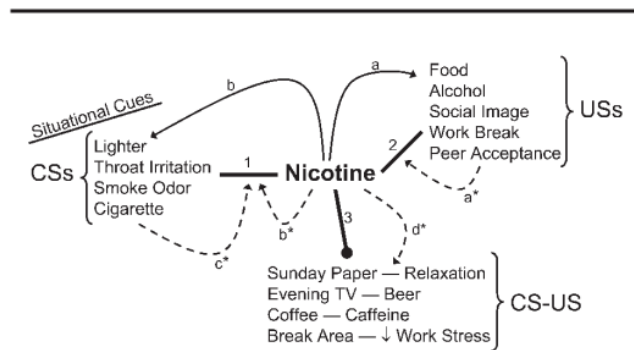 b
a
Food
Alcohol
Social Image
Work Break
Peer Acceptance
USs
Situational Cues
CSs
Lighter
Throat Irritation
Smoke Odor
Cigarette
1
Nicotine
2
a*
b*
c*
3
d*
Sunday Paper — Relaxation
Evening TV — Beer
Coffee — Caffeine
Break Area — ↓ Work Stress
CS-US